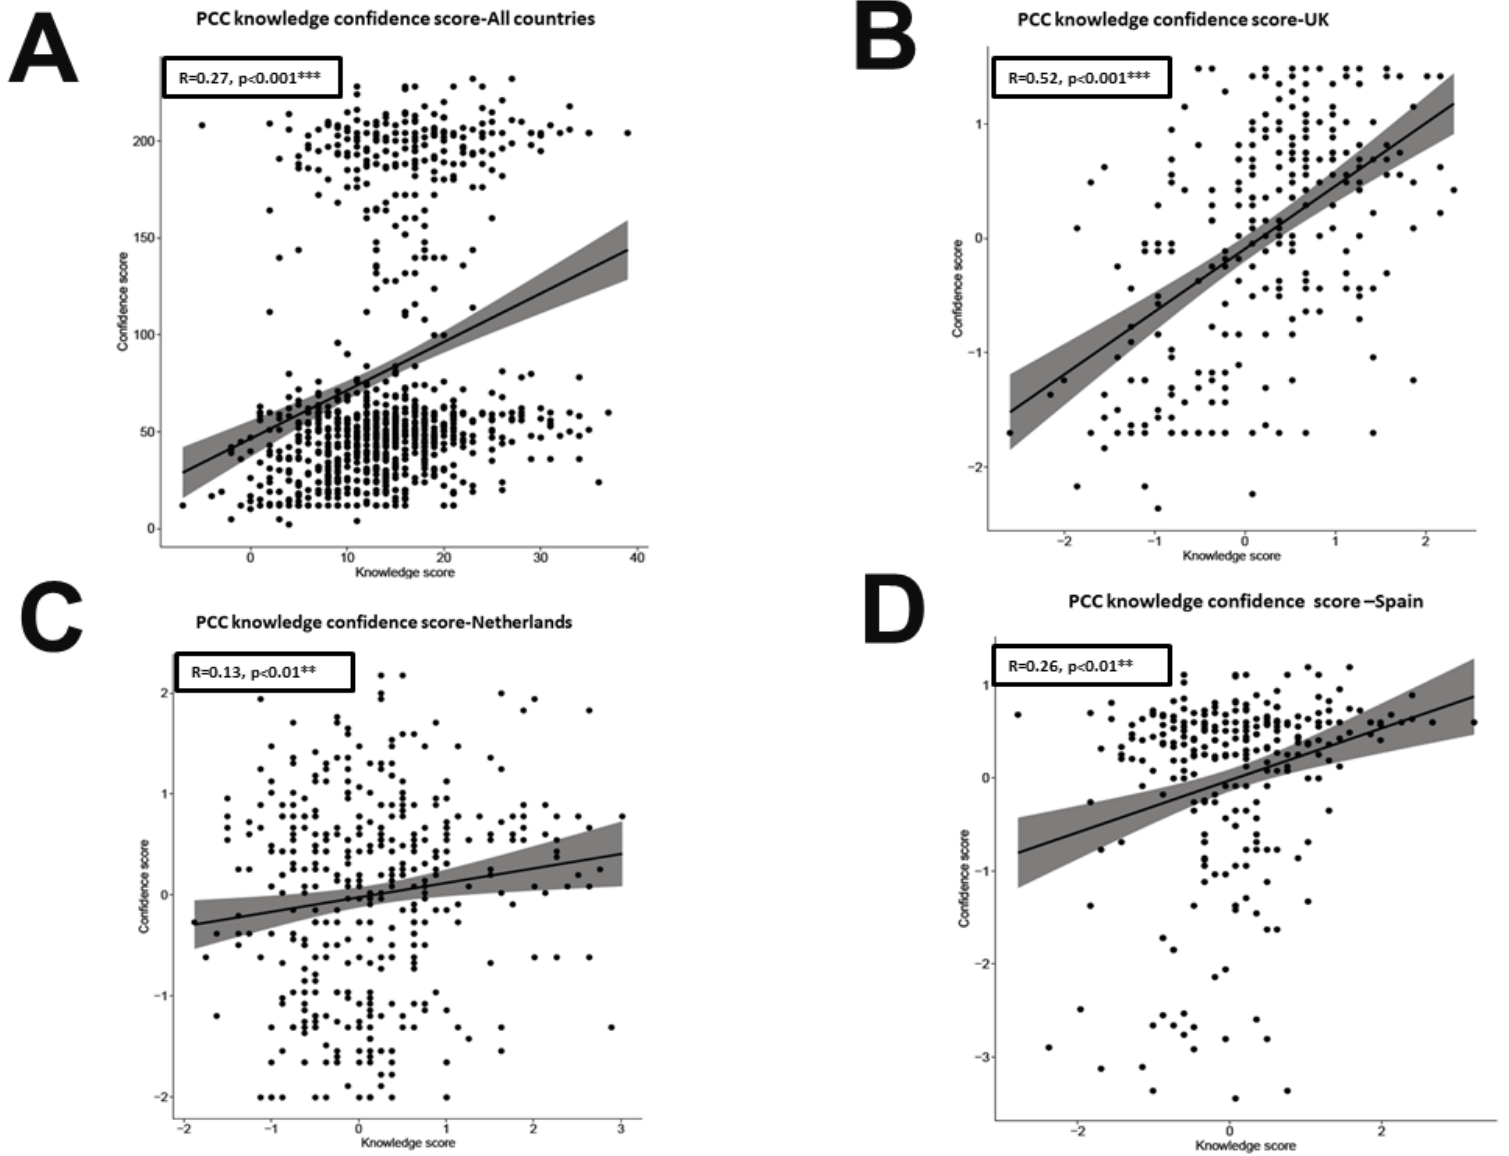 A
PCC knowledge confidence score-All countries
R=0.27, p<0.001***
200
150
100
50
0
Confidence score
0 10 20 30 40
Knowledge score
B
PCC knowledge confidence score-UK
R=0.52, p<0.001***
1
0
−1
−2
Confidence score
−2 −1 0 1 2
Knowledge score
C
PCC knowledge confidence score-Netherlands
R=0.13, p<0.01**
2
1
0
−1
−2
Confidence score
−2 −1 0 1 2 3
Knowledge score
D
PCC knowledge confidence score –Spain
R=0.26, p<0.01**
1
0
−1
−2
−3
Confidence score
−2 0 2
Knowledge score